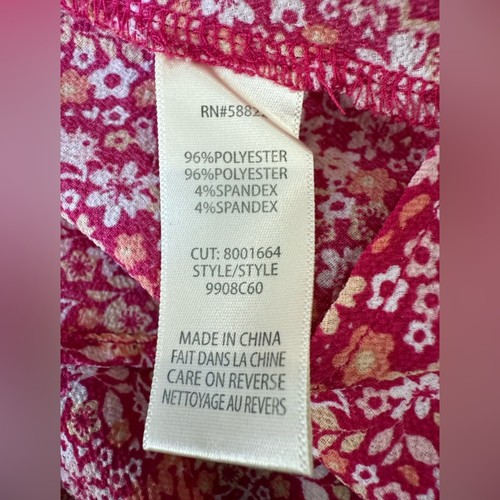 96%POLYESTER
96%POLYESTER
4%SPANDEX
4%SPANDEX
CUT: 8001664
STYLE/STYLE
9908C60
MADE IN CHINA
FAIT DANS LA CHINE
CARE ON REVERSE
NETTOYAGE AU REVERS